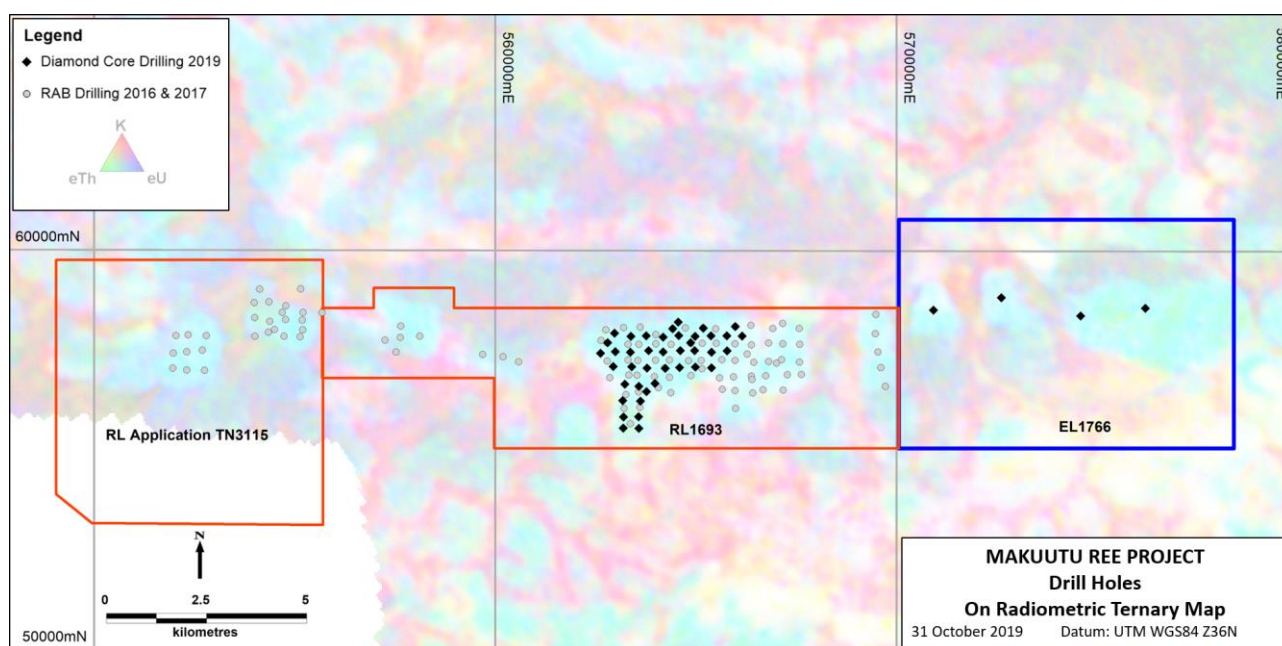 Legend
Diamond Core Drilling 2019
RAB Drilling 2016 & 2017
K
eTh
eU
560000mE
570000mE
60000mN
RL Application TN3115
RL1693
EL1766
N
0
2.5
5
kilometres
50000mN
MAKUUTU REE PROJECT
Drill Holes
On Radiometric Ternary Map
31 October 2019 Datum: UTM WGS84 Z36N